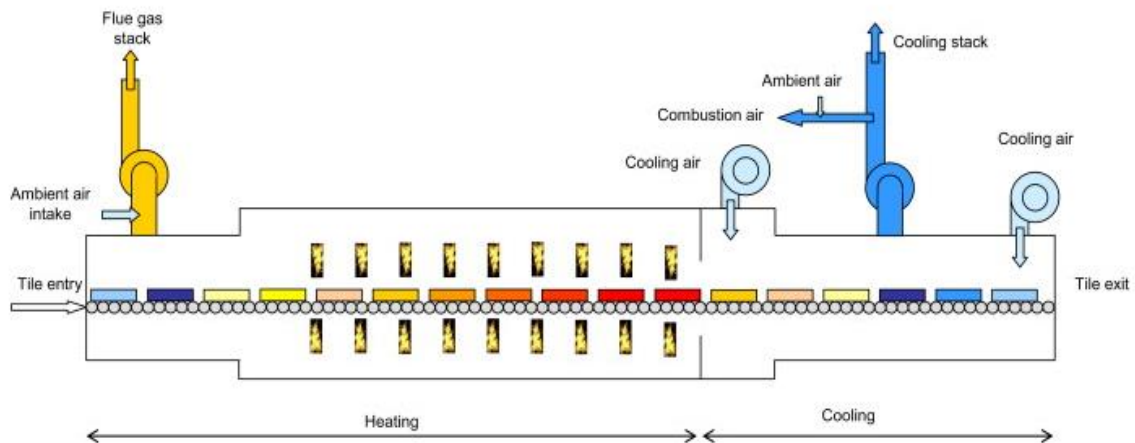 Flue gas
stack
Cooling stack
Ambient air
Combustion air
Cooling air
Cooling air
Ambient air
intake
Tile entry
Tile exit
Heating
Cooling